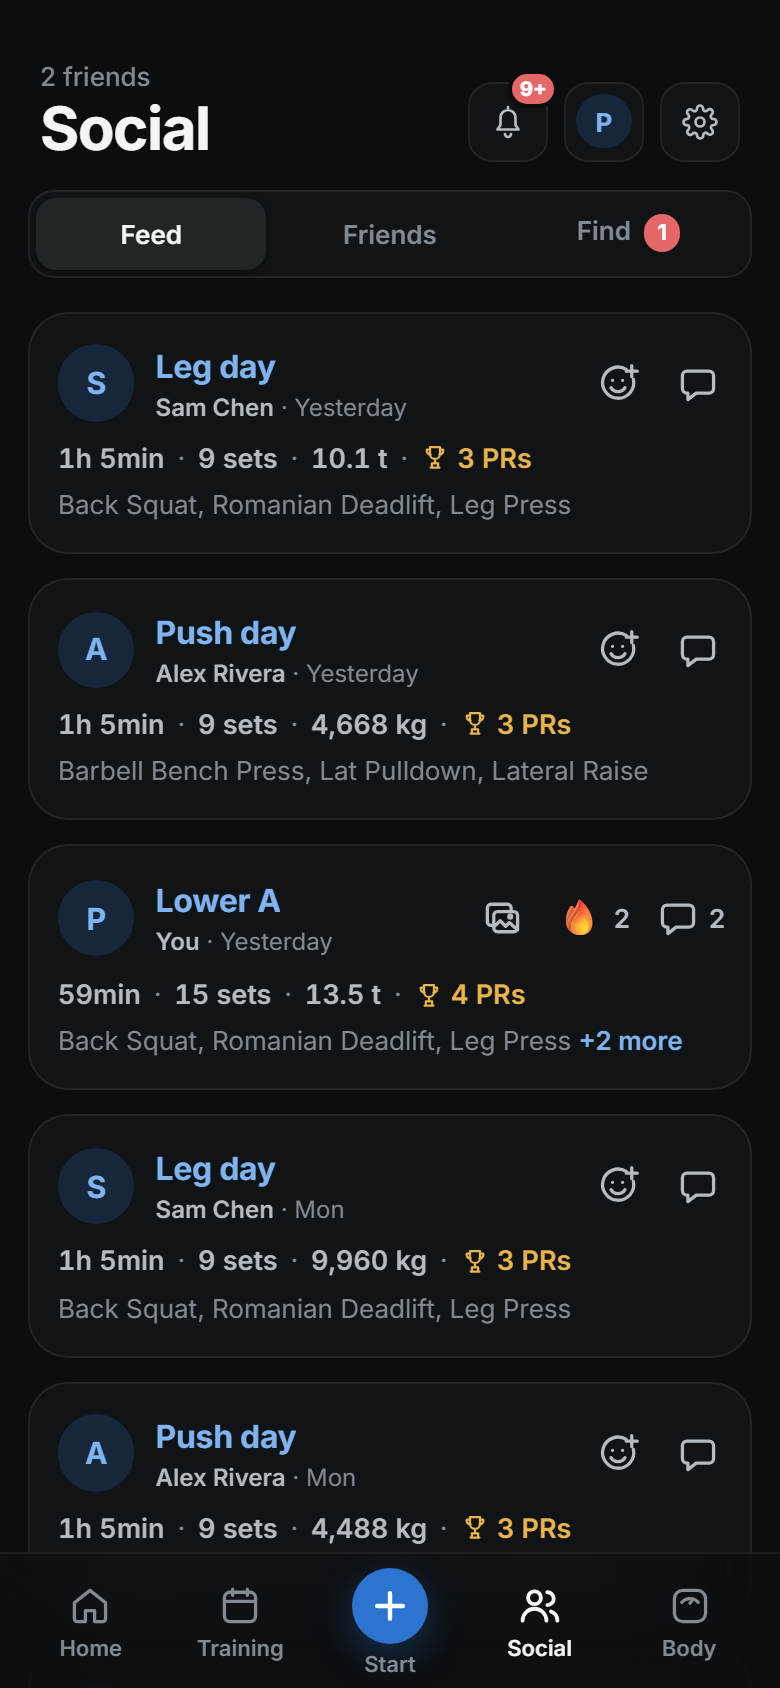 2 friends
Social
9+
P
Feed
Friends
Find 1
S
Leg day
Sam Chen · Yesterday
1h 5min · 9 sets · 10.1 t · 3 PRs
Back Squat, Romanian Deadlift, Leg Press
A
Push day
Alex Rivera · Yesterday
1h 5min · 9 sets · 4,668 kg · 3 PRs
Barbell Bench Press, Lat Pulldown, Lateral Raise
P
Lower A
You · Yesterday
2
2
59min · 15 sets · 13.5 t · 4 PRs
Back Squat, Romanian Deadlift, Leg Press +2 more
S
Leg day
Sam Chen · Mon
1h 5min · 9 sets · 9,960 kg · 3 PRs
Back Squat, Romanian Deadlift, Leg Press
A
Push day
Alex Rivera · Mon
1h 5min · 9 sets · 4,488 kg · 3 PRs
Home
Training
Start
Social
Body